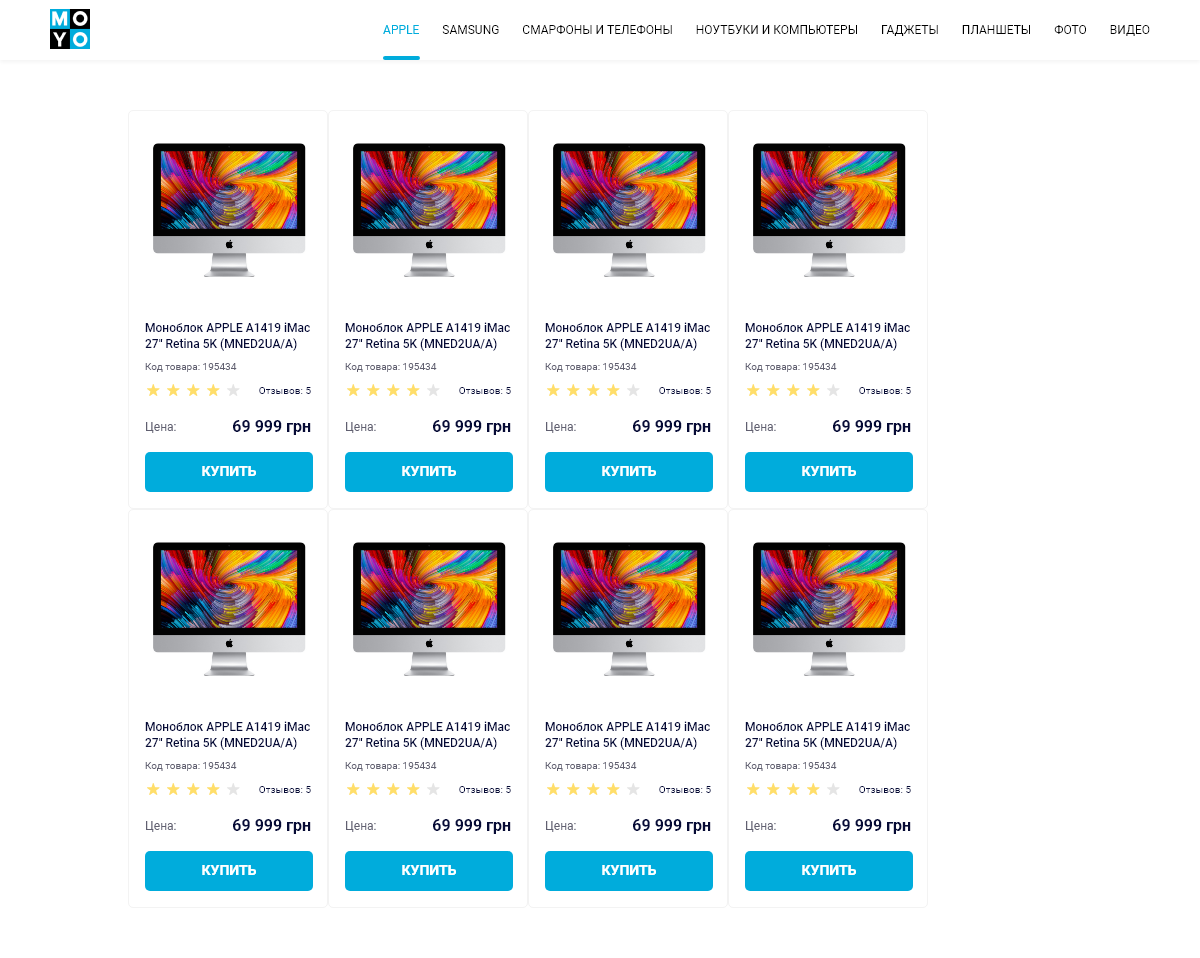 MO
YO
APPLE SAMSUNG СМАРФОНЫ И ТЕЛЕФОНЫ НОУТБУКИ И КОМПЬЮТЕРЫ ГАДЖЕТЫ ПЛАНШЕТЫ ФОТО ВИДЕО
Моноблок APPLE A1419 iMac
27" Retina 5K (MNED2UA/A)
Код товара: 195434
Отзывов: 5
Цена: 69 999 грн
КУПИТЬ
Моноблок APPLE A1419 iMac
27" Retina 5K (MNED2UA/A)
Код товара: 195434
Отзывов: 5
Цена: 69 999 грн
КУПИТЬ
Моноблок APPLE A1419 iMac
27" Retina 5K (MNED2UA/A)
Код товара: 195434
Отзывов: 5
Цена: 69 999 грн
КУПИТЬ
Моноблок APPLE A1419 iMac
27" Retina 5K (MNED2UA/A)
Код товара: 195434
Отзывов: 5
Цена: 69 999 грн
КУПИТЬ
Моноблок APPLE A1419 iMac
27" Retina 5K (MNED2UA/A)
Код товара: 195434
Отзывов: 5
Цена: 69 999 грн
КУПИТЬ
Моноблок APPLE A1419 iMac
27" Retina 5K (MNED2UA/A)
Код товара: 195434
Отзывов: 5
Цена: 69 999 грн
КУПИТЬ
Моноблок APPLE A1419 iMac
27" Retina 5K (MNED2UA/A)
Код товара: 195434
Отзывов: 5
Цена: 69 999 грн
КУПИТЬ
Моноблок APPLE A1419 iMac
27" Retina 5K (MNED2UA/A)
Код товара: 195434
Отзывов: 5
Цена: 69 999 грн
КУПИТЬ